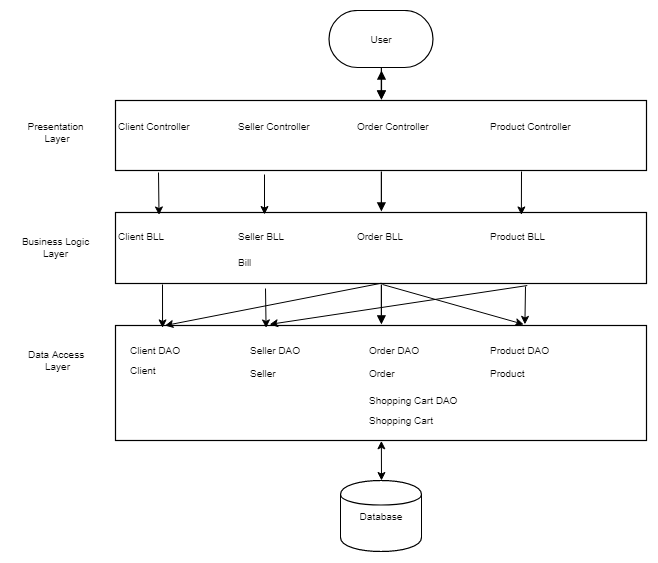 User
Presentation
Layer
Client Controller
Seller Controller
Order Controller
Product Controller
Business Logic
Layer
Client BLL
Seller BLL
Order BLL
Product BLL
Bill
Data Access
Layer
Client DAO
Seller DAO
Order DAO
Product DAO
Client
Seller
Order
Product
Shopping Cart DAO
Shopping Cart
Database